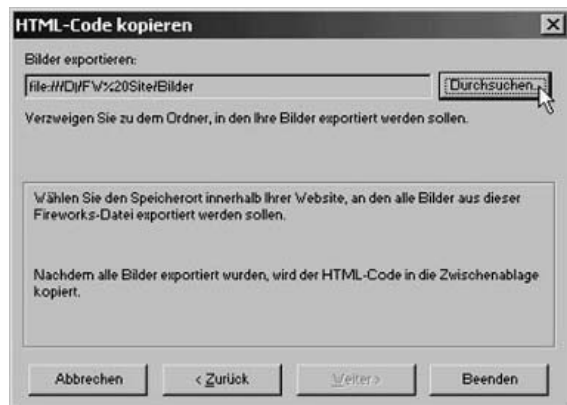 HTML-Code kopieren
Bilder exportieren:
file:///D|/FW%20Site/Bilder
Durchsuchen...
Verzweigen Sie zu dem Ordner, in den Ihre Bilder exportiert werden sollen.
Wählen Sie den Speicherort innerhalb Ihrer Website, an den alle Bilder aus dieser
Fireworks-Datei exportiert werden sollen.
Nachdem alle Bilder exportiert wurden, wird der HTML-Code in die Zwischenablage
kopiert.
Abbrechen
< Zurück
Weiter >
Beenden